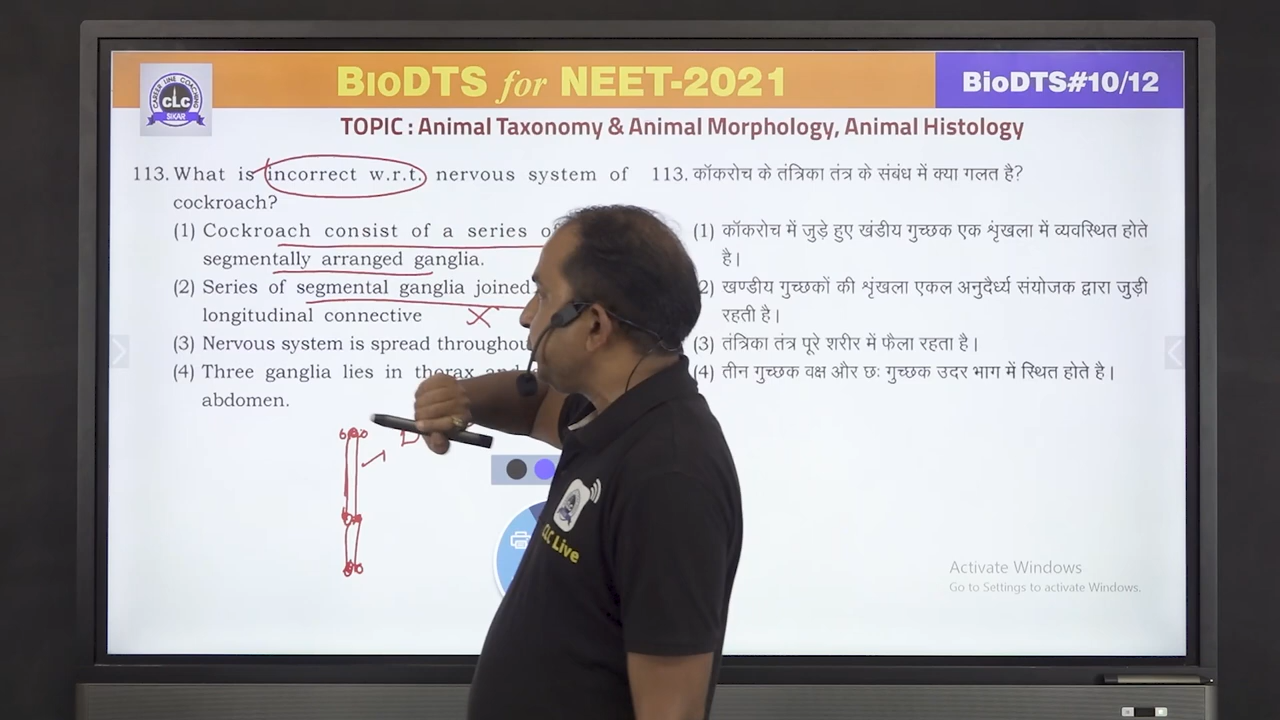 BIODTS for NEET-2021
BioDTS#10/12
CAREER LINE COACHING
CLC
SIKAR
TOPIC : Animal Taxonomy & Animal Morphology, Animal Histology
113. What is incorrect w.r.t. nervous system of
cockroach?
(1) Cockroach consist of a series of
segmentally arranged ganglia.
(2) Series of segmental ganglia joined
longitudinal connective
(3) Nervous system is spread
(4) Three ganglia lies in thorax and
abdomen.
113. कॉकरोच के तंत्रिका तंत्र के संबंध में क्या गलत है?
(1) कॉकरोच में जुड़े हुए खंडीय गुच्छक एक शृंखला में व्यवस्थित होते
है।
2) खण्डीय गुच्छकों की शृंखला एकल अनुदैर्ध्य संयोजक द्वारा जुड़ी
रहती है।
(3) तंत्रिका तंत्र पूरे शरीर में फैला रहता है।
(4) तीन गुच्छक वक्ष और छः गुच्छक उदर भाग में स्थित होते है।
CLC Live
Activate Windows
Go to Settings to activate Windows.